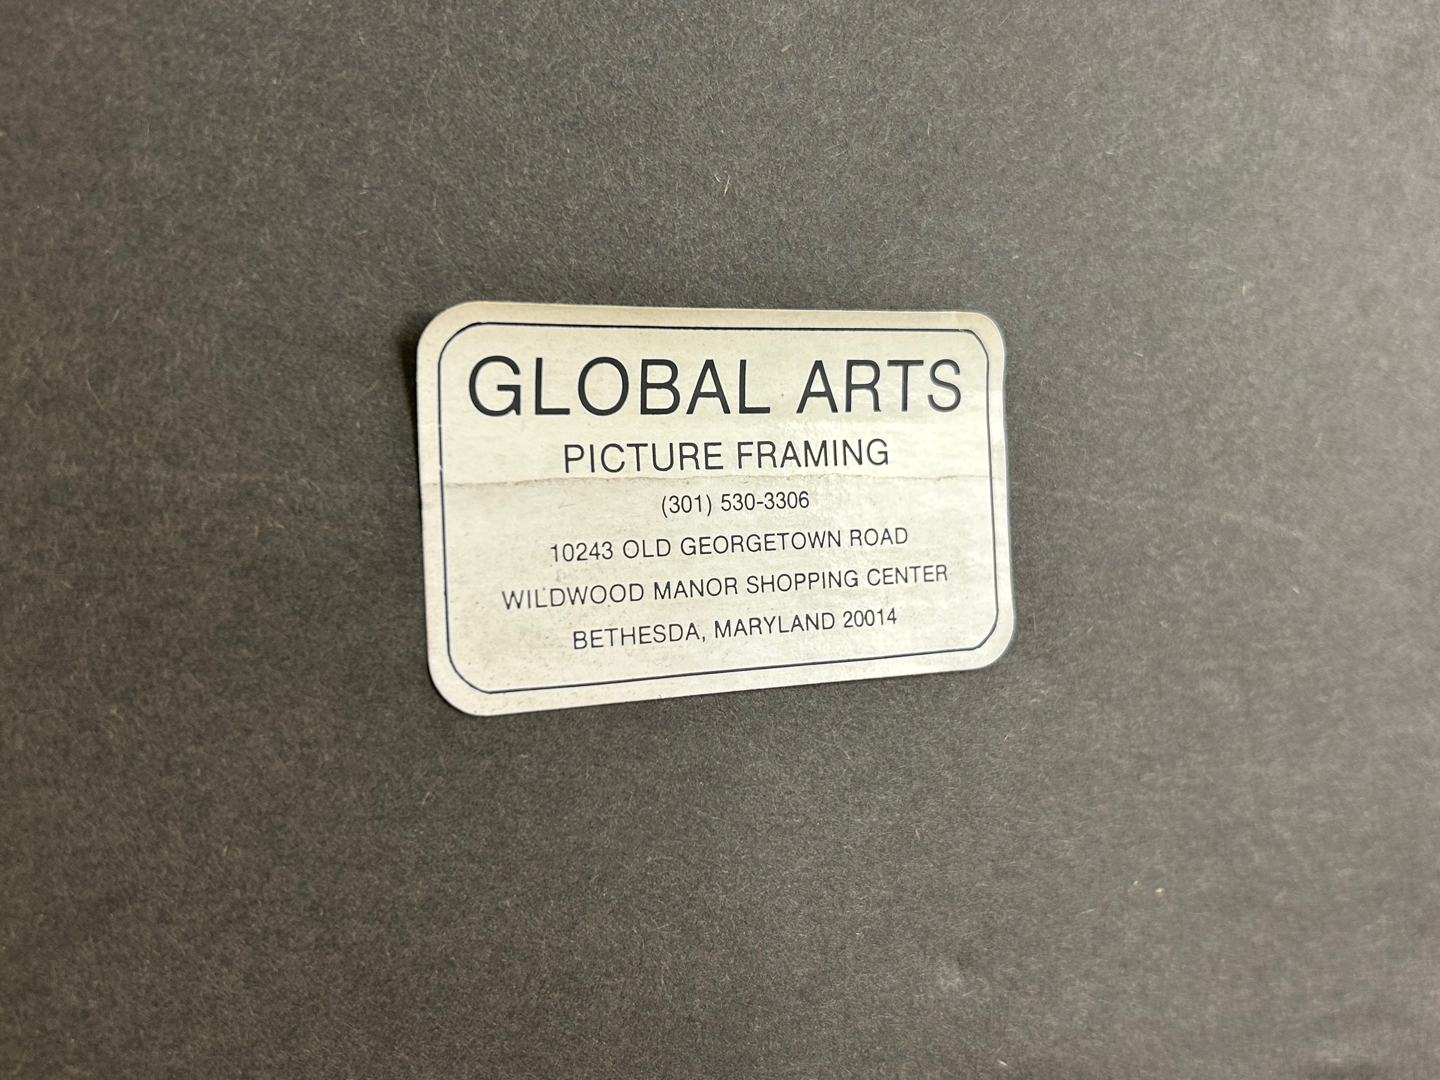 GLOBAL ARTS
PICTURE FRAMING
(301) 530-3306
10243 OLD GEORGETOWN ROAD
WILDWOOD MANOR SHOPPING CENTER
BETHESDA, MARYLAND 20014